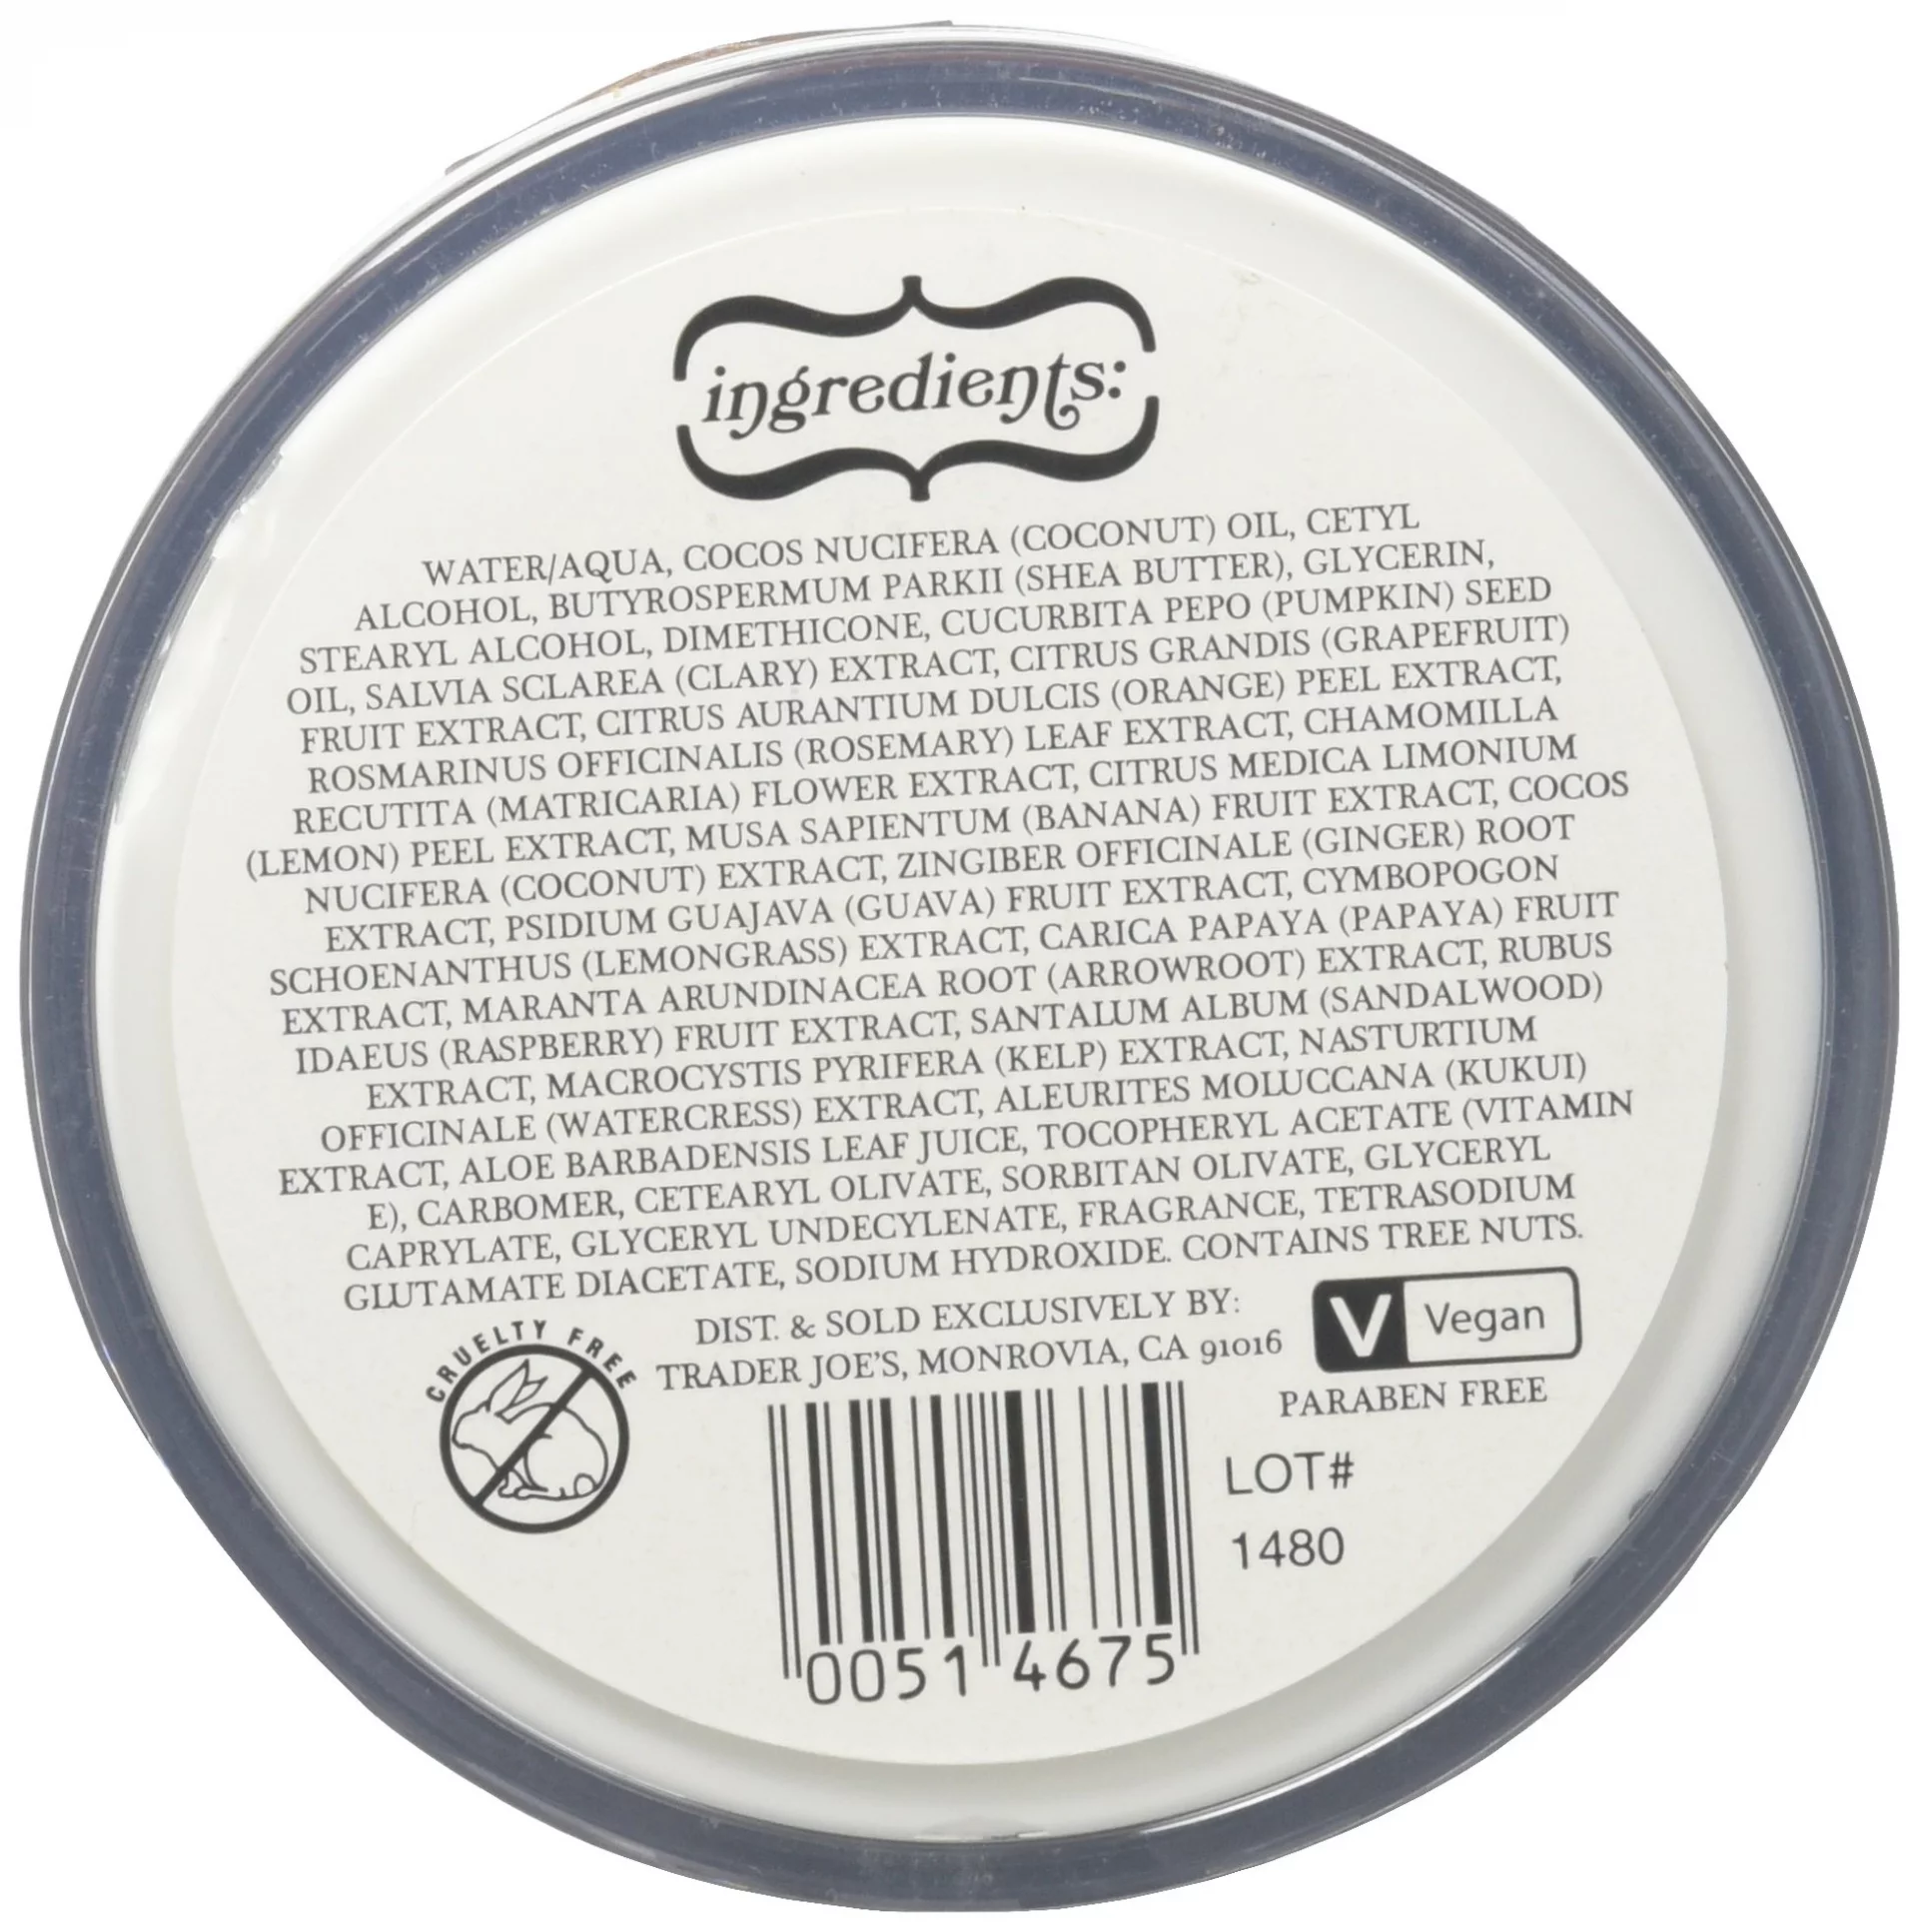 ingredients:
WATER/AQUA, COCOS NUCIFERA (COCONUT) OIL, CETYL
ALCOHOL, BUTYROSPERMUM PARKII (SHEA BUTTER), GLYCERIN,
STEARYL ALCOHOL, DIMETHICONE, CUCURBITA PEPO (PUMPKIN) SEED
OIL, SALVIA SCLAREA (CLARY) EXTRACT, CITRUS GRANDIS (GRAPEFRUIT)
FRUIT EXTRACT, CITRUS AURANTIUM DULCIS (ORANGE) PEEL EXTRACT,
ROSMARINUS OFFICINALIS (ROSEMARY) LEAF EXTRACT, CHAMOMILLA
RECUTITA (MATRICARIA) FLOWER EXTRACT, CITRUS MEDICA LIMONIUM
(LEMON) PEEL EXTRACT, MUSA SAPIENTUM (BANANA) FRUIT EXTRACT, COCOS
NUCIFERA (COCONUT) EXTRACT, ZINGIBER OFFICINALE (GINGER) ROOT
EXTRACT, PSIDIUM GUAJAVA (GUAVA) FRUIT EXTRACT, CYMBOPOGON
SCHOENANTHUS (LEMONGRASS) EXTRACT, CARICA PAPAYA (PAPAYA) FRUIT
EXTRACT, MARANTA ARUNDINACEA ROOT (ARROWROOT) EXTRACT, RUBUS
IDAEUS (RASPBERRY) FRUIT EXTRACT, SANTALUM ALBUM (SANDALWOOD)
EXTRACT, MACROCYSTIS PYRIFERA (KELP) EXTRACT, NASTURTIUM
OFFICINALE (WATERCRESS) EXTRACT, ALEURITES MOLUCCANA (KUKUI)
EXTRACT, ALOE BARBADENSIS LEAF JUICE, TOCOPHERYL ACETATE (VITAMIN
E), CARBOMER, CETEARYL OLIVATE, SORBITAN OLIVATE, GLYCERYL
CAPRYLATE, GLYCERYL UNDECYLENATE, FRAGRANCE, TETRASODIUM
GLUTAMATE DIACETATE, SODIUM HYDROXIDE. CONTAINS TREE NUTS.
CRUELTY FREE
DIST. & SOLD EXCLUSIVELY BY:
TRADER JOE'S, MONROVIA, CA 91016
V Vegan
PARABEN FREE
LOT#
1480
0051 4675